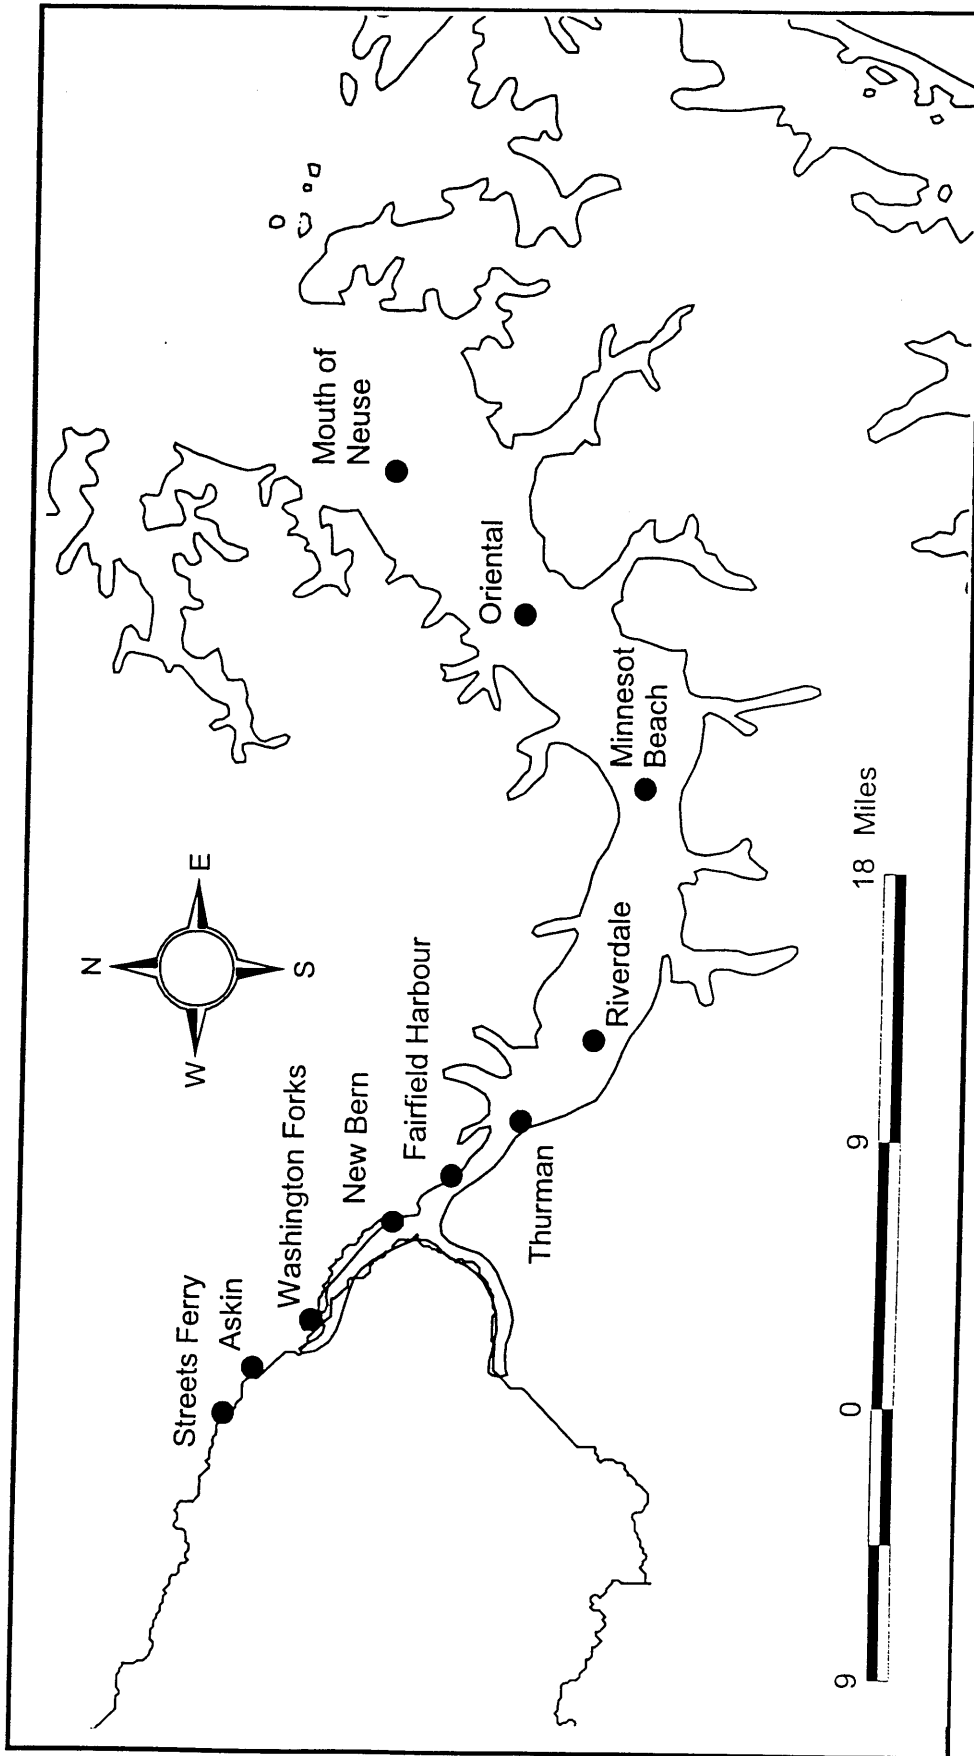 Streets Ferry
Askin
Washington Forks
New Bern
Fairfield Harbour
Thurman
Riverdale
Minnesot
Beach
Oriental
Mouth of
Neuse
N
W
E
S
9
0
9
18 Miles